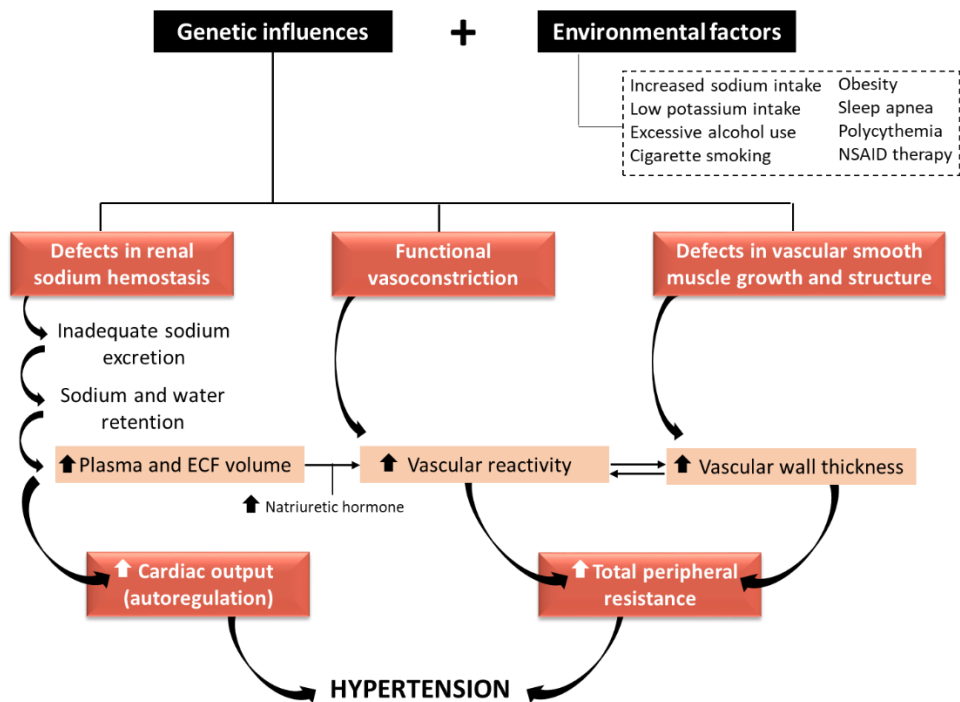 Genetic influences
+
Environmental factors
Increased sodium intake
Low potassium intake
Excessive alcohol use
Cigarette smoking
Obesity
Sleep apnea
Polycythemia
NSAID therapy
Defects in renal
sodium hemostasis
Functional
vasoconstriction
Defects in vascular smooth
muscle growth and structure
Inadequate sodium
excretion
Sodium and water
retention
Plasma and ECF volume
Natriuretic hormone
Vascular reactivity
Vascular wall thickness
Cardiac output
(autoregulation)
Total peripheral
resistance
HYPERTENSION